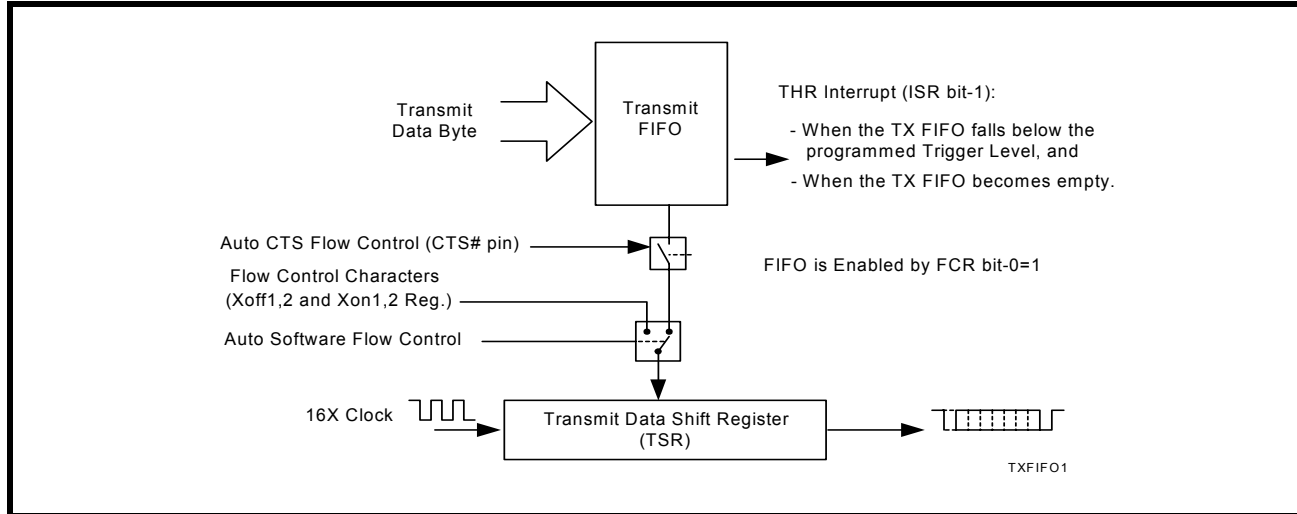 Transmit
Data Byte
Transmit
FIFO
THR Interrupt (ISR bit-1):
- When the TX FIFO falls below the
programmed Trigger Level, and
- When the TX FIFO becomes empty.
Auto CTS Flow Control (CTS# pin)
FIFO is Enabled by FCR bit-0=1
Flow Control Characters
(Xoff1,2 and Xon1,2 Reg.)
Auto Software Flow Control
16X Clock
Transmit Data Shift Register
(TSR)
TXFIFO1